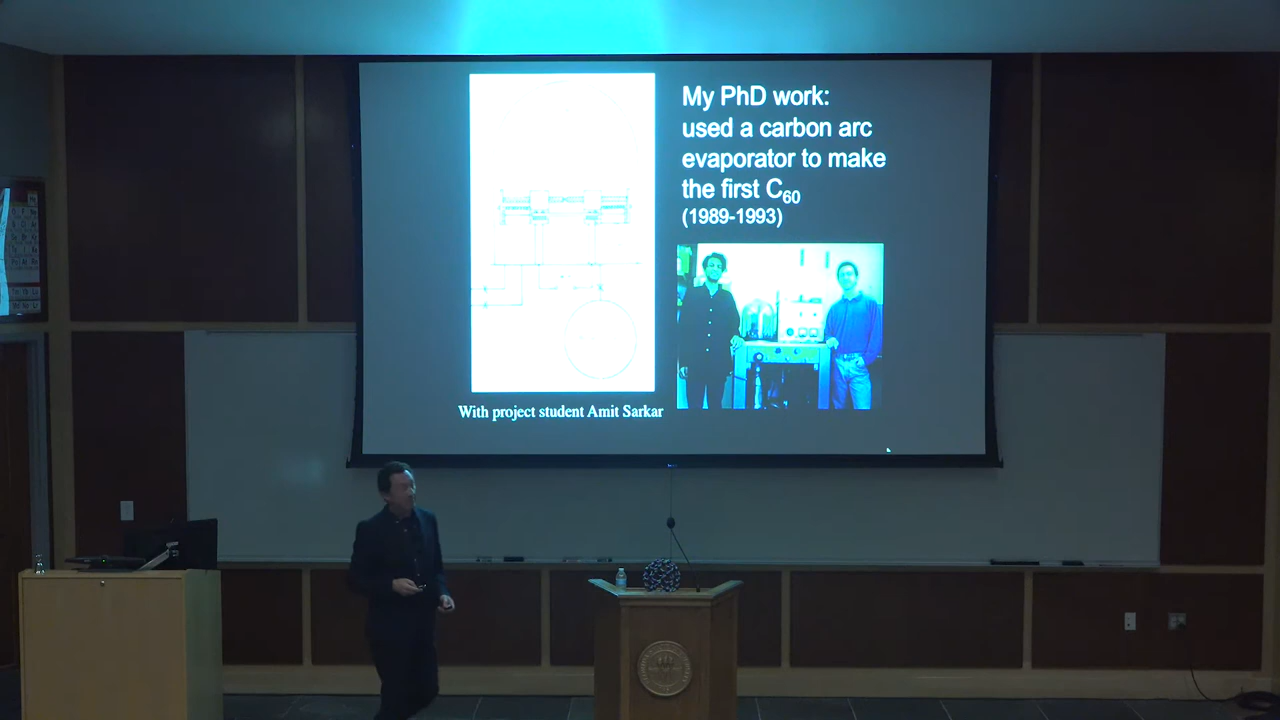 My PhD work:
used a carbon arc
evaporator to make
the first C₆₀
(1989-1993)
With project student Amit Sarkar